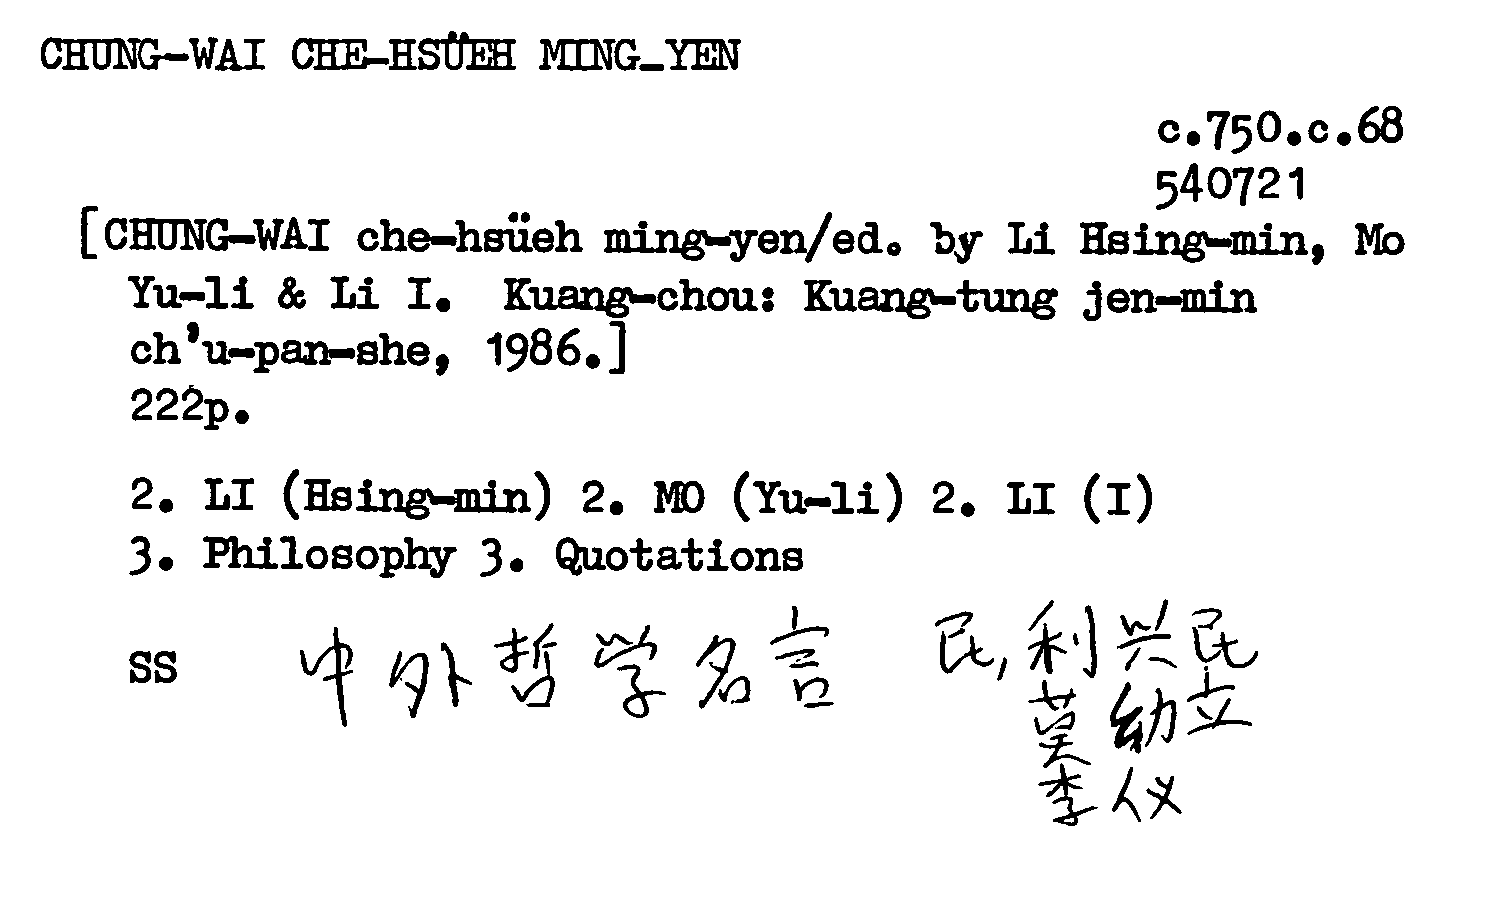 CHUNG-WAI CHE-HSÜEH MING-YEN
c.750.c.68
540721
[CHUNG-WAI che-hsüeh ming-yen/ed. by Li Hsing-min, Mo
Yu-li & Li I. Kuang-chou: Kuang-tung jen-min
ch'u-pan-she, 1986.]
222p.
2. LI (Hsing-min) 2. MO (Yu-li) 2. LI (I)
3. Philosophy 3. Quotations
SS 中外哲学名言 民, 利兴民
莫幼立
李仪